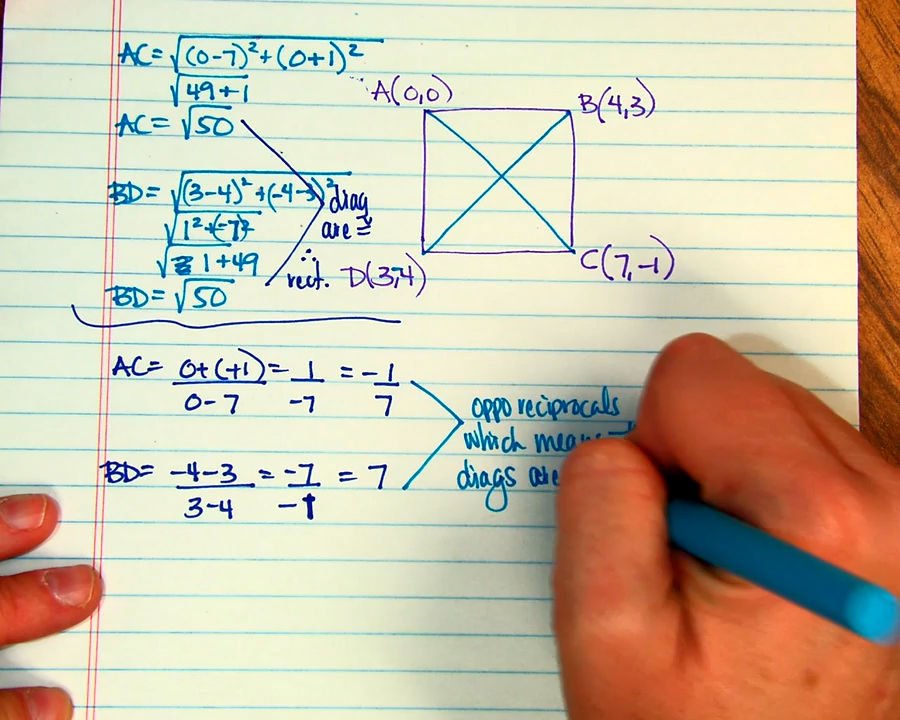 AC= √(0-7)²+(0+1)²
√49+1
AC= √50
BD= √(3-4)²+(-4-3)²
√1²+(-7)²
√1+49
BD= √50
diag
are ≅
∴
rect.
A(0,0)
B(4,3)
D(3,-4)
C(7,-1)
AC= 0+(+1) = 1 = -1
0-7 -7 7
BD= -4-3 = -7 = 7
3-4 -1
oppo reciprocals
which means
diags are